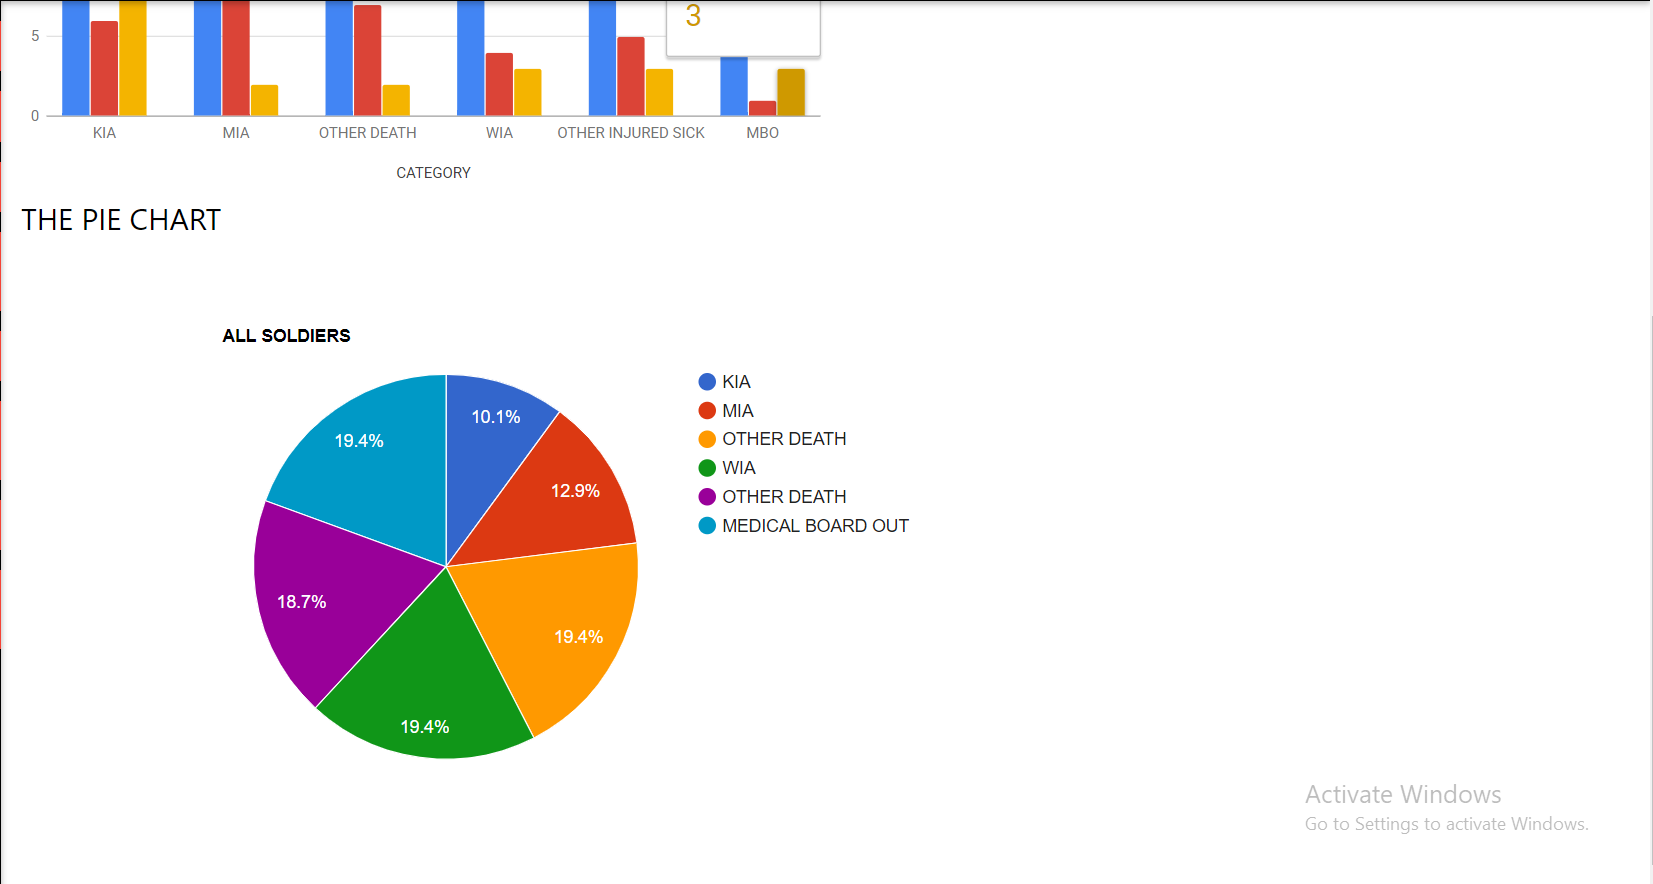 3
5
0
KIA MIA OTHER DEATH WIA OTHER INJURED SICK MBO
CATEGORY
THE PIE CHART
ALL SOLDIERS
KIA
MIA
OTHER DEATH
WIA
OTHER DEATH
MEDICAL BOARD OUT
10.1%
19.4%
12.9%
18.7%
19.4%
19.4%
Activate Windows
Go to Settings to activate Windows.